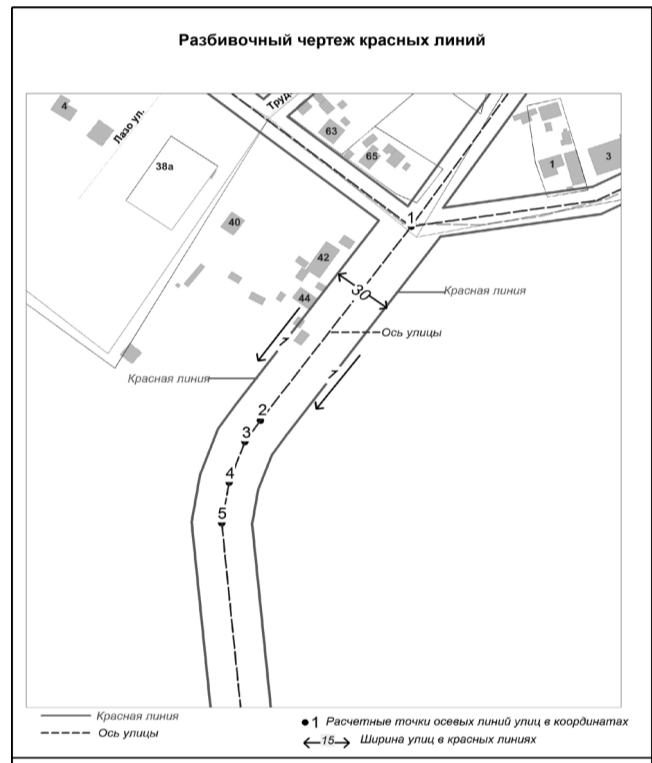 Разбивочный чертеж красных линий
4
Лазо ул.
Труд
63
65
38а
1
3
40
1
42
44
30
Красная линия
Ось улицы
1
1
Красная линия
2
3
4
5
Красная линия
Ось улицы
1 Расчетные точки осевых линий улиц в координатах
15 Ширина улиц в красных линиях